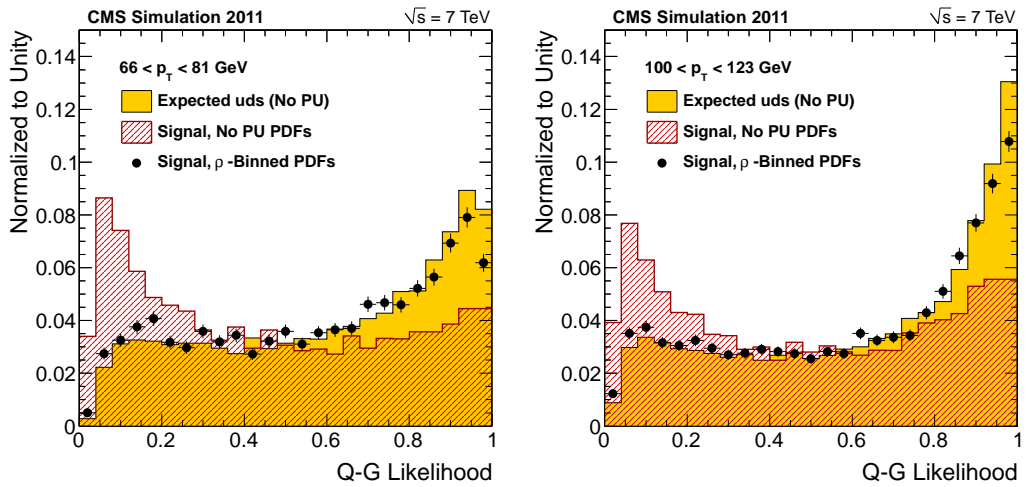 CMS Simulation 2011 √s = 7 TeV
Normalized to Unity
0.14
0.12
0.1
0.08
0.06
0.04
0.02
0
66 < p_T < 81 GeV
Expected uds (No PU)
Signal, No PU PDFs
Signal, ρ -Binned PDFs
0 0.2 0.4 0.6 0.8 1
Q-G Likelihood
CMS Simulation 2011 √s = 7 TeV
Normalized to Unity
0.14
0.12
0.1
0.08
0.06
0.04
0.02
0
100 < p_T < 123 GeV
Expected uds (No PU)
Signal, No PU PDFs
Signal, ρ -Binned PDFs
0 0.2 0.4 0.6 0.8 1
Q-G Likelihood